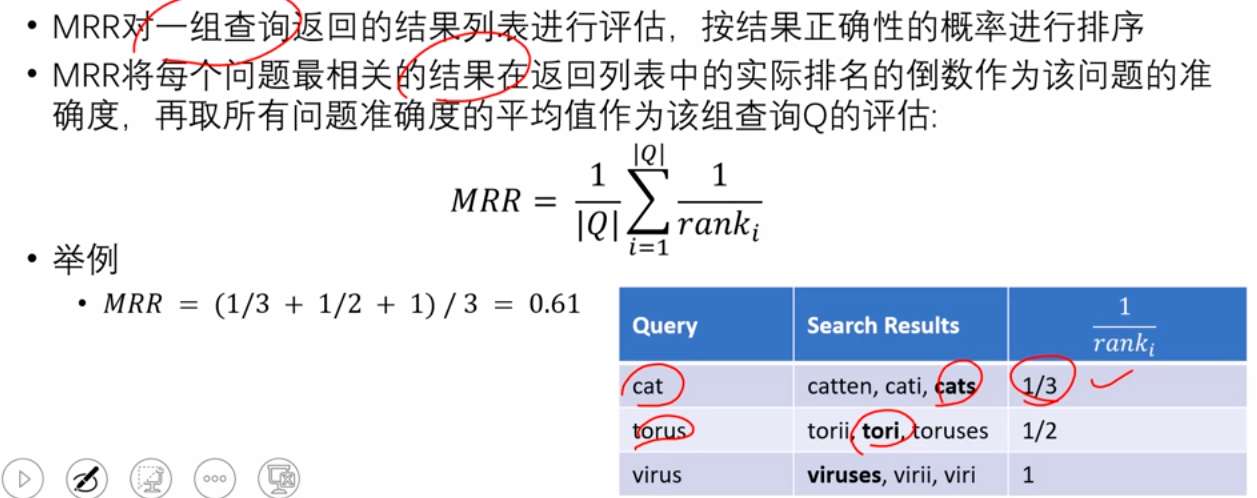 • MRR对一组查询返回的结果列表进行评估，按结果正确性的概率进行排序
• MRR将每个问题最相关的结果在返回列表中的实际排名的倒数作为该问题的准
确度，再取所有问题准确度的平均值作为该组查询Q的评估:
MRR = \frac{1}{|Q|} \sum_{i=1}^{|Q|} \frac{1}{rank_i}
• 举例
• MRR = (1/3 + 1/2 + 1) / 3 = 0.61
Query Search Results \frac{1}{rank_i}
cat catten, cati, cats 1/3
torus torii, tori, toruses 1/2
virus viruses, virii, viri 1